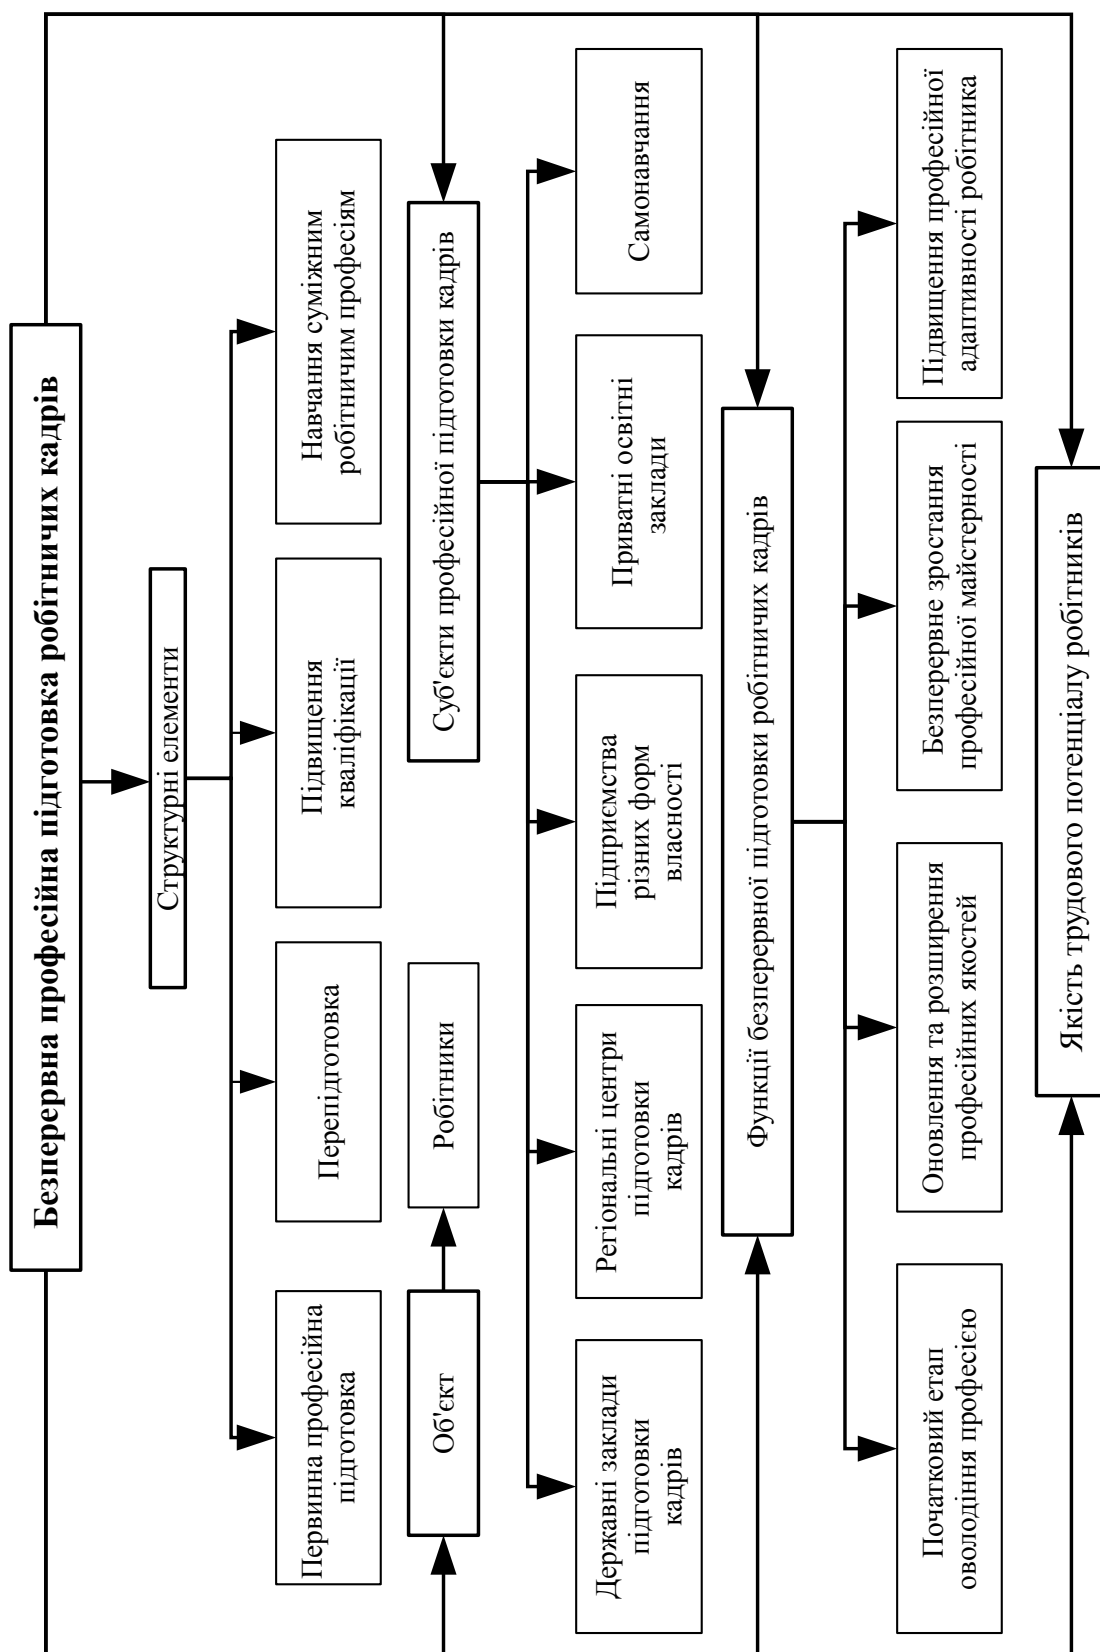 Безперервна професійна підготовка робітничих кадрів
Структурні елементи
Первинна професійна
підготовка
Перепідготовка
Підвищення
кваліфікації
Навчання суміжним
робітничим професіям
Об'єкт
Робітники
Суб'єкти професійної підготовки кадрів
Державні заклади
підготовки
кадрів
Регіональні центри
підготовки
кадрів
Підприємства
різних форм
власності
Приватні освітні
заклади
Самонавчання
Функції безперервної підготовки робітничих кадрів
Початковий етап
оволодіння професією
Оновлення та розширення
професійних якостей
Безперервне зростання
професійної майстерності
Підвищення професійної
адаптивності робітника
Якість трудового потенціалу робітників